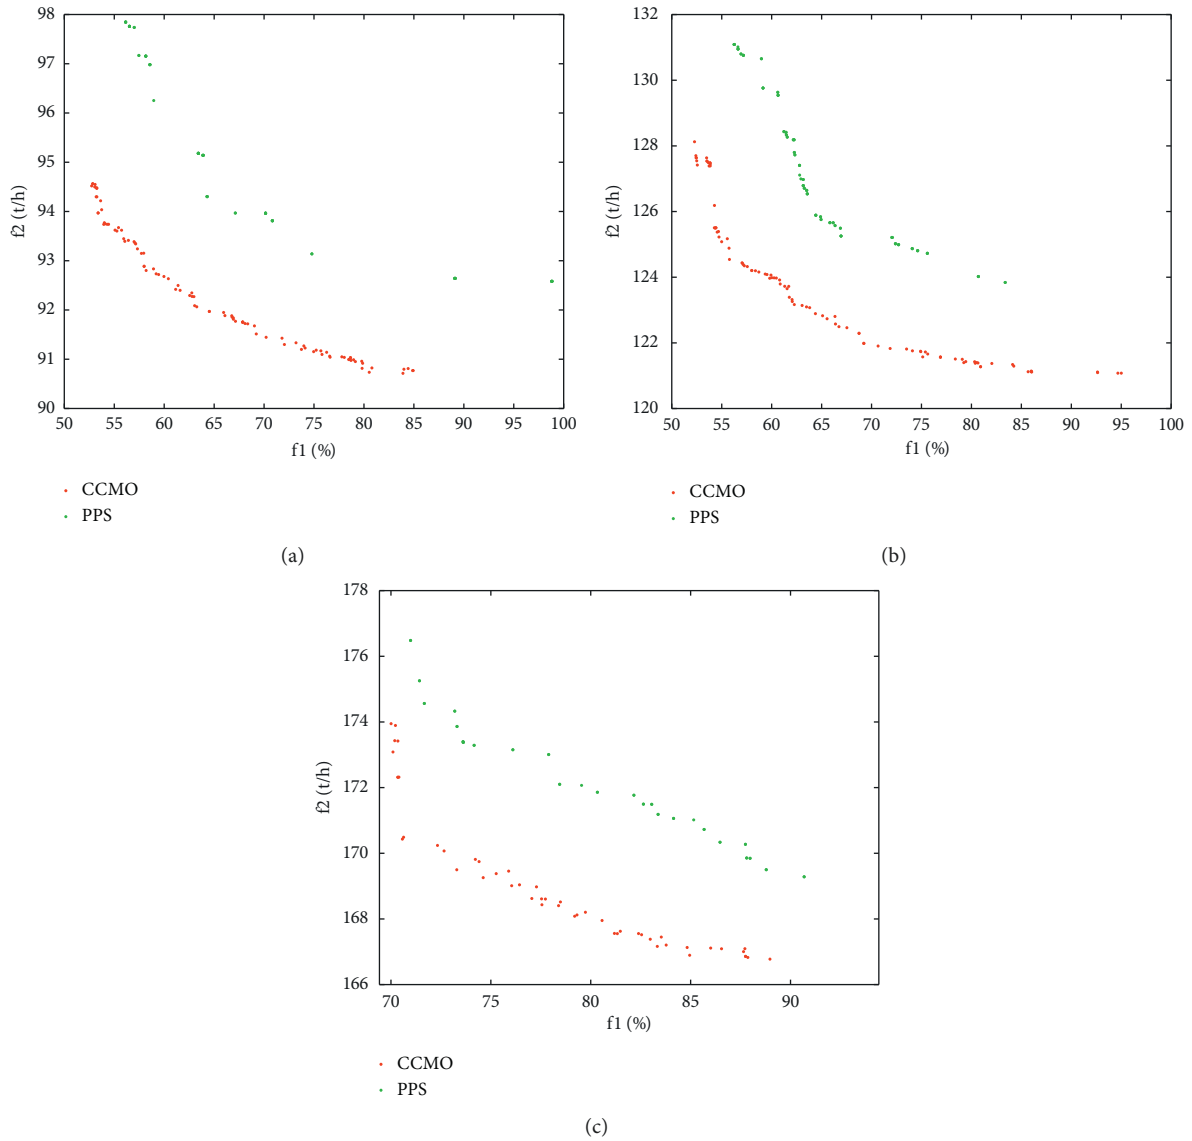 98
97
96
95
94
93
92
91
90
f2 (t/h)
50 55 60 65 70 75 80 85 90 95 100
f1 (%)
CCMO
PPS
(a)
132
130
128
126
124
122
120
f2 (t/h)
50 55 60 65 70 75 80 85 90 95 100
f1 (%)
CCMO
PPS
(b)
178
176
174
172
170
168
166
f2 (t/h)
70 75 80 85 90
f1 (%)
CCMO
PPS
(c)